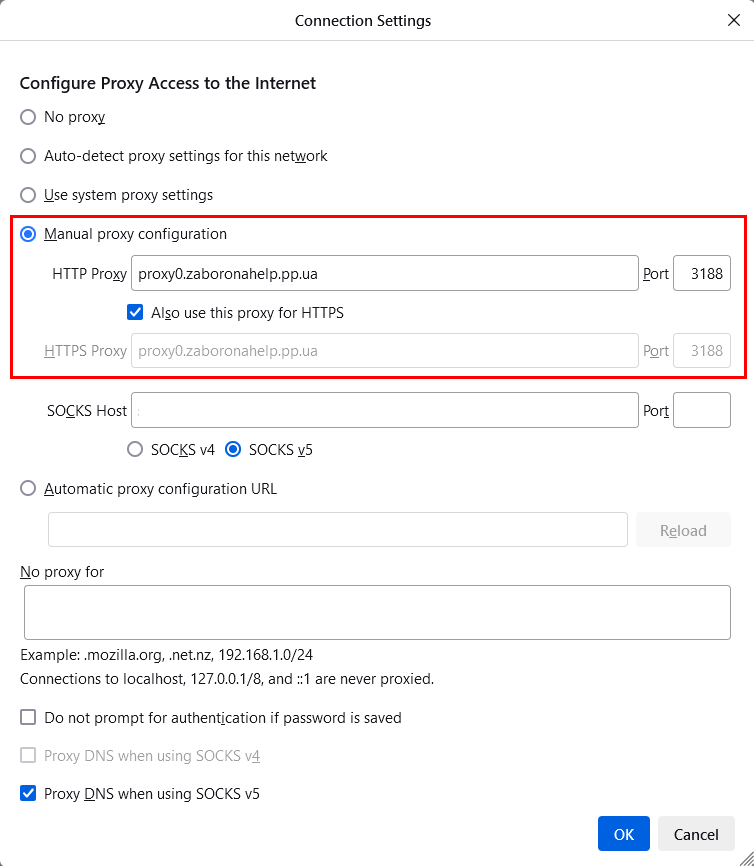 Connection Settings
Configure Proxy Access to the Internet
No proxy
Auto-detect proxy settings for this network
Use system proxy settings
Manual proxy configuration
HTTP Proxy proxy0.zaboronahelp.pp.ua Port 3188
Also use this proxy for HTTPS
HTTPS Proxy proxy0.zaboronahelp.pp.ua Port 3188
SOCKS Host Port
SOCKS v4 SOCKS v5
Automatic proxy configuration URL
Reload
No proxy for
Example: .mozilla.org, .net.nz, 192.168.1.0/24
Connections to localhost, 127.0.0.1/8, and ::1 are never proxied.
Do not prompt for authentication if password is saved
Proxy DNS when using SOCKS v4
Proxy DNS when using SOCKS v5
OK Cancel